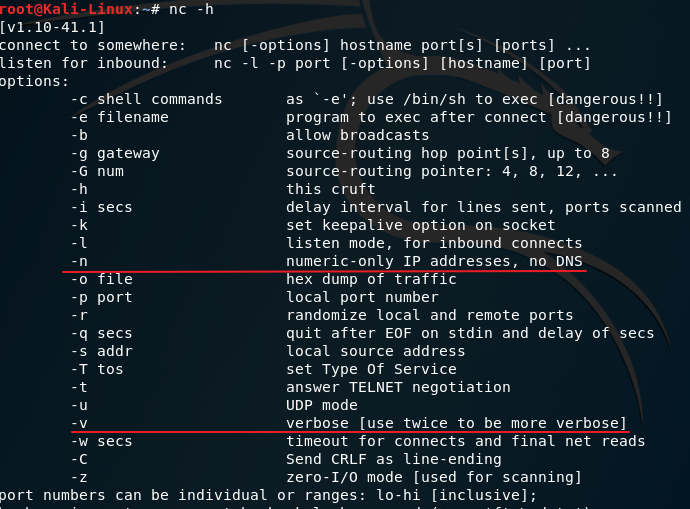 root@Kali-Linux:~# nc -h
[v1.10-41.1]
connect to somewhere:   nc [-options] hostname port[s] [ports] ...
listen for inbound:     nc -l -p port [-options] [hostname] [port]
options:
        -c shell commands       as `-e'; use /bin/sh to exec [dangerous!!]
        -e filename             program to exec after connect [dangerous!!]
        -b                      allow broadcasts
        -g gateway              source-routing hop point[s], up to 8
        -G num                  source-routing pointer: 4, 8, 12, ...
        -h                      this cruft
        -i secs                 delay interval for lines sent, ports scanned
        -k                      set keepalive option on socket
        -l                      listen mode, for inbound connects
        -n                      numeric-only IP addresses, no DNS
        -o file                 hex dump of traffic
        -p port                 local port number
        -r                      randomize local and remote ports
        -q secs                 quit after EOF on stdin and delay of secs
        -s addr                 local source address
        -T tos                  set Type Of Service
        -t                      answer TELNET negotiation
        -u                      UDP mode
        -v                      verbose [use twice to be more verbose]
        -w secs                 timeout for connects and final net reads
        -C                      Send CRLF as line-ending
        -z                      zero-I/O mode [used for scanning]
port numbers can be individual or ranges: lo-hi [inclusive];